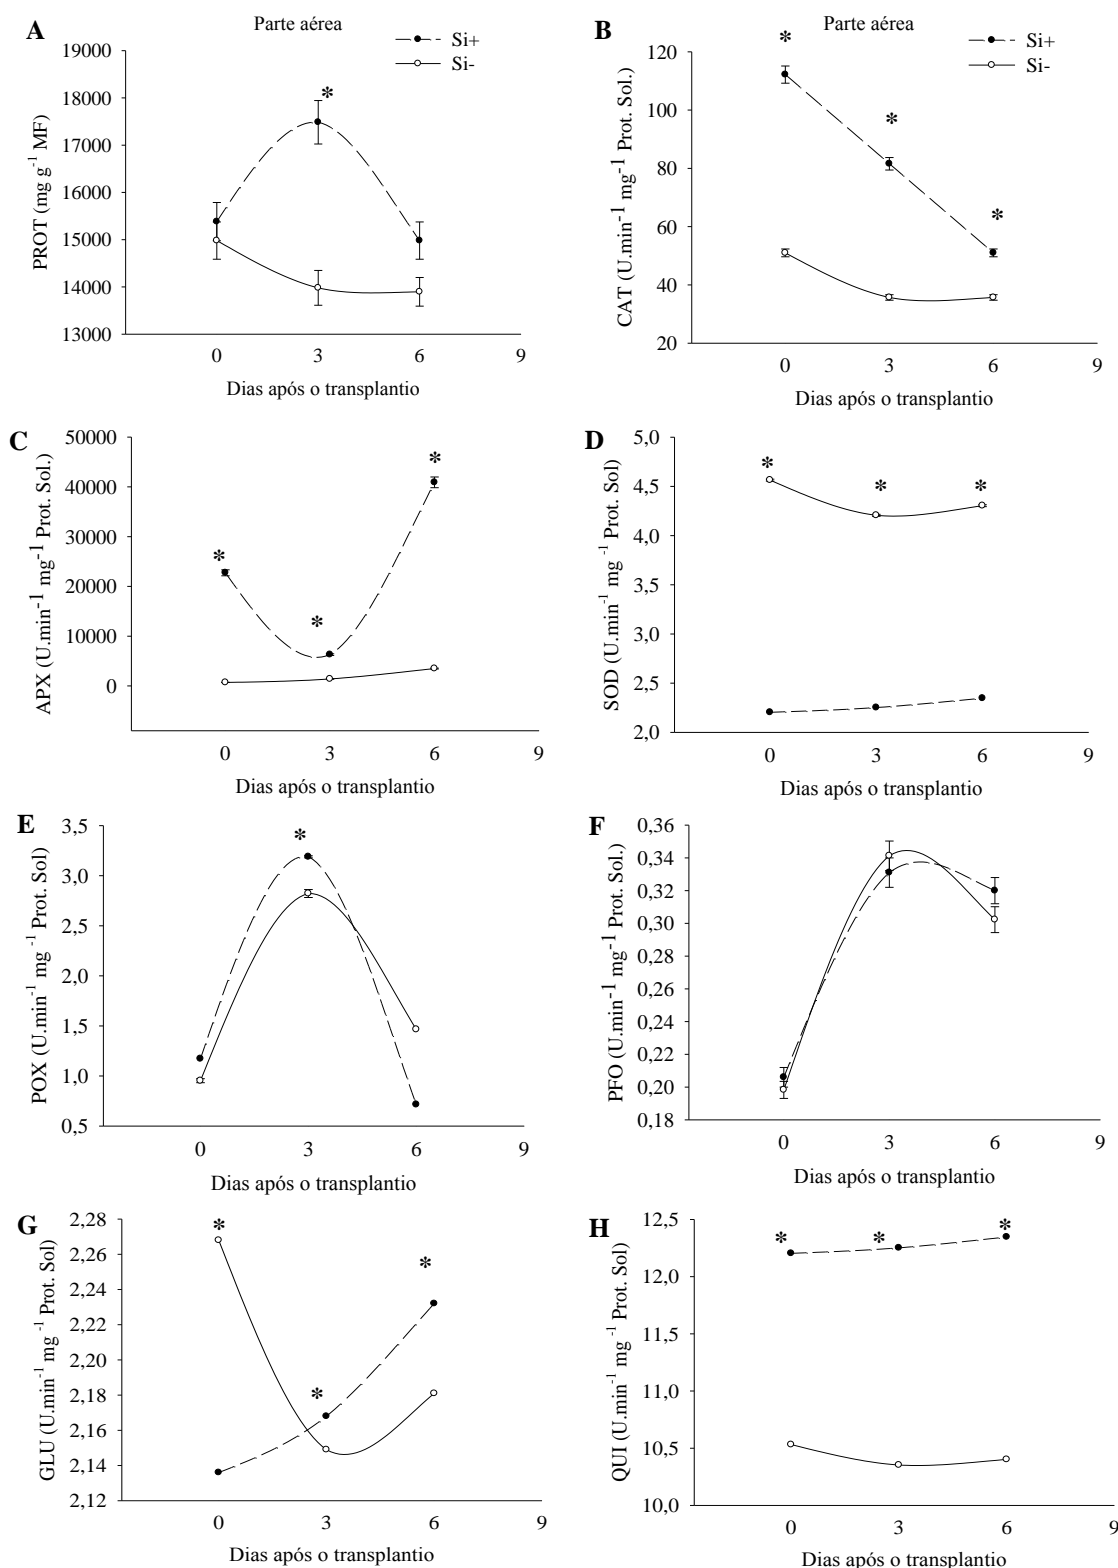 A
Parte aérea
Si+
Si-
19000
18000
17000
16000
15000
14000
13000
PROT (mg g-1 MF)
*
0 3 6 9
Dias após o transplantio
B
Parte aérea
Si+
Si-
120
100
80
60
40
20
CAT (U.min-1 mg-1 Prot. Sol.)
*
*
*
0 3 6 9
Dias após o transplantio
C
50000
40000
30000
20000
10000
0
APX (U.min-1 mg-1 Prot. Sol.)
*
*
*
0 3 6 9
Dias após o transplantio
D
5,0
4,5
4,0
3,5
3,0
2,5
2,0
SOD (U.min-1 mg -1 Prot. Sol)
*
*
*
0 3 6 9
Dias após o transplantio
E
3,5
3,0
2,5
2,0
1,5
1,0
0,5
POX (U.min-1 mg -1 Prot. Sol)
*
0 3 6 9
Dias após o transplantio
F
0,36
0,34
0,32
0,30
0,28
0,26
0,24
0,22
0,20
0,18
PFO (U.min-1 mg-1 Prot. Sol.)
0 3 6 9
Dias após o transplantio
G
2,28
2,26
2,24
2,22
2,20
2,18
2,16
2,14
2,12
GLU (U.min-1 mg -1 Prot. Sol)
*
*
*
0 3 6 9
Dias após o transplantio
H
12,5
12,0
11,5
11,0
10,5
10,0
QUI (U.min-1 mg -1 Prot. Sol)
*
*
*
0 3 6 9
Dias após o transplantio